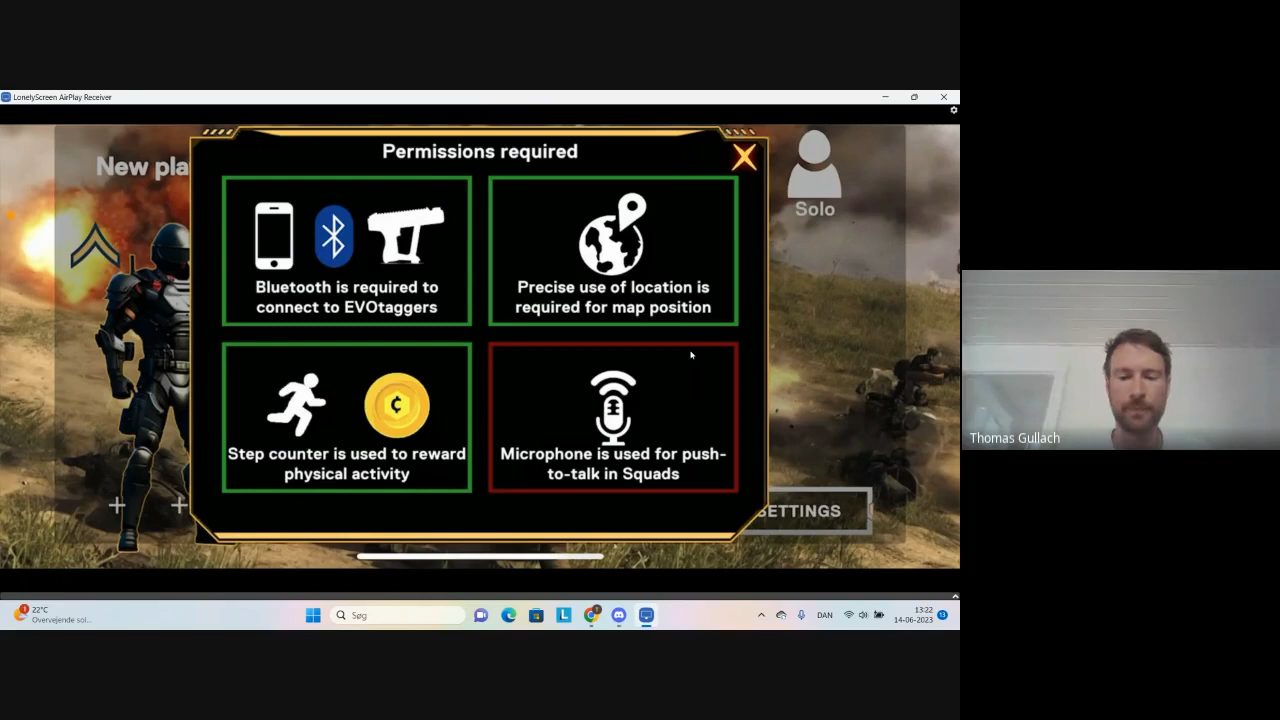 LonelyScreen AirPlay Receiver
Permissions required
New pla
Solo
Bluetooth is required to
connect to EVOtaggers
Precise use of location is
required for map position
Step counter is used to reward
physical activity
Microphone is used for push-
to-talk in Squads
SETTINGS
Thomas Gullach
1
22°C
Overvejende sol...
Søg
L
DAN
13:22
14-06-2023
13